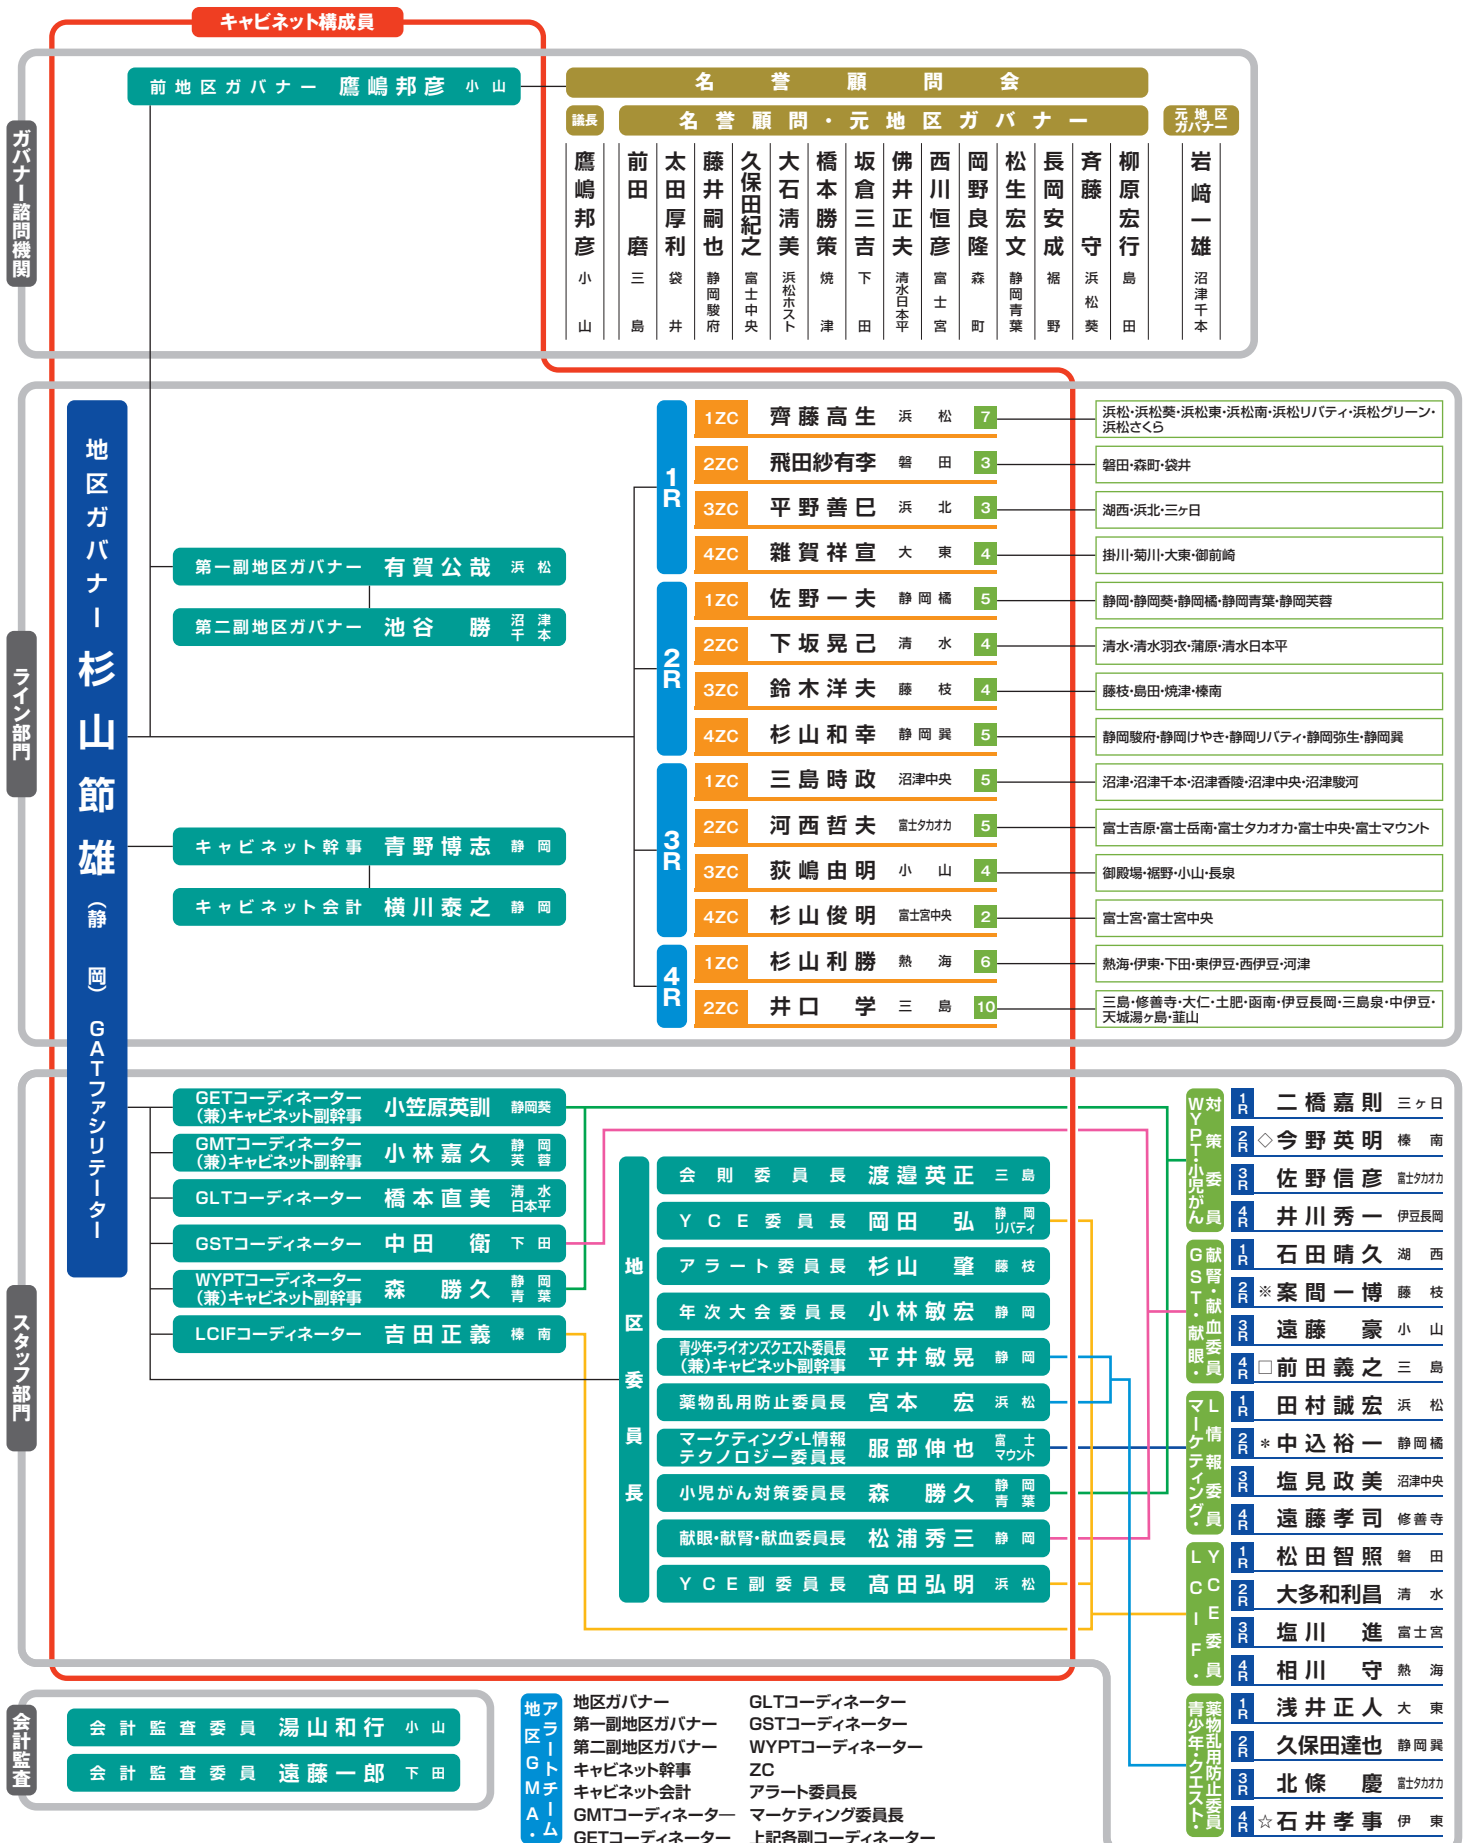 キャビネット構成員
ガバナー諮問機関
前地区ガバナー 鷹嶋邦彦 小山
名誉顧問会
議長
名誉顧問・元地区ガバナー
元地区ガバナー
鷹嶋邦彦 小山
前田磨 三島
太田厚利 袋井
藤井嗣也 静岡駿府
久保田紀之 富士中央
大石清美 浜松ホスト
橋本勝策 焼津
坂倉三吉 下田
佛井正夫 清水日本平
西川恒彦 富士宮
岡野良隆 森町
松生宏文 静岡青葉
長岡安成 裾野
斉藤守 浜松葵
柳原宏行 島田
岩﨑一雄 沼津千本
ライン部門
地区ガバナー 杉山節雄 (静岡) GATファシリテーター
第一副地区ガバナー 有賀公哉 浜松
第二副地区ガバナー 池谷勝 沼津千本
キャビネット幹事 青野博志 静岡
キャビネット会計 横川泰之 静岡
1R
1ZC 齊藤高生 浜松 7 浜松・浜松葵・浜松東・浜松南・浜松リバティ・浜松グリーン・
浜松さくら
2ZC 飛田紗有李 磐田 3 磐田・森町・袋井
3ZC 平野善巳 浜北 3 湖西・浜北・三ヶ日
4ZC 雑賀祥宣 大東 4 掛川・菊川・大東・御前崎
2R
1ZC 佐野一夫 静岡橘 5 静岡・静岡葵・静岡橘・静岡青葉・静岡芙蓉
2ZC 下坂晃己 清水 4 清水・清水羽衣・蒲原・清水日本平
3ZC 鈴木洋夫 藤枝 4 藤枝・島田・焼津・榛南
4ZC 杉山和幸 静岡巽 5 静岡駿府・静岡けやき・静岡リバティ・静岡弥生・静岡巽
3R
1ZC 三島時政 沼津中央 5 沼津・沼津千本・沼津香陵・沼津中央・沼津駿河
2ZC 河西哲夫 富士タカオカ 5 富士吉原・富士岳南・富士タカオカ・富士中央・富士マウント
3ZC 荻嶋由明 小山 4 御殿場・裾野・小山・長泉
4ZC 杉山俊明 富士宮中央 2 富士宮・富士宮中央
4R
1ZC 杉山利勝 熱海 6 熱海・伊東・下田・東伊豆・西伊豆・河津
2ZC 井口学 三島 10 三島・修善寺・大仁・土肥・函南・伊豆長岡・三島泉・中伊豆・
天城湯ヶ島・韮山
スタッフ部門
GETコーディネーター
(兼)キャビネット副幹事 小笠原英訓 静岡葵
GMTコーディネーター
(兼)キャビネット副幹事 小林嘉久 静岡芙蓉
GLTコーディネーター 橋本直美 清水日本平
GSTコーディネーター 中田衛 下田
WYPTコーディネーター
(兼)キャビネット副幹事 森勝久 静岡青葉
LCIFコーディネーター 吉田正義 榛南
地区委員長
会則委員長 渡邉英正 三島
YCE委員長 岡田弘 静岡リバティ
アラート委員長 杉山肇 藤枝
年次大会委員長 小林敏宏 静岡
青少年・ライオンズクエスト委員長
(兼)キャビネット副幹事 平井敏晃 静岡
薬物乱用防止委員長 宮本宏 浜松
マーケティング・L情報
テクノロジー委員長 服部伸也 富士マウント
小児がん対策委員長 森勝久 静岡青葉
献眼・献腎・献血委員長 松浦秀三 静岡
YCE副委員長 髙田弘明 浜松
WYPT・小児がん対策委員
1R 二橋嘉則 三ヶ日
2R ◇今野英明 榛南
3R 佐野信彦 富士タカオカ
4R 井川秀一 伊豆長岡
GST・献眼・献腎・献血委員
1R 石田晴久 湖西
2R ※案間一博 藤枝
3R 遠藤豪 小山
4R □前田義之 三島
マーケティング・L情報委員
1R 田村誠宏 浜松
2R *中込裕一 静岡橘
3R 塩見政美 沼津中央
4R 遠藤孝司 修善寺
LCIF・YCE委員
1R 松田智照 磐田
2R 大多和利昌 清水
3R 塩川進 富士宮
4R 相川守 熱海
青少年・クエスト・薬物乱用防止委員
1R 浅井正人 大東
2R 久保田達也 静岡巽
3R 北條慶 富士タカオカ
4R ☆石井孝事 伊東
会計監査
会計監査委員 湯山和行 小山
会計監査委員 遠藤一郎 下田
地区GMA・アラートチーム
地区ガバナー GLTコーディネーター
第一副地区ガバナー GSTコーディネーター
第二副地区ガバナー WYPTコーディネーター
キャビネット幹事 ZC
キャビネット会計 アラート委員長
GMTコーディネーター マーケティング委員長
GETコーディネーター 上記各副コーディネーター